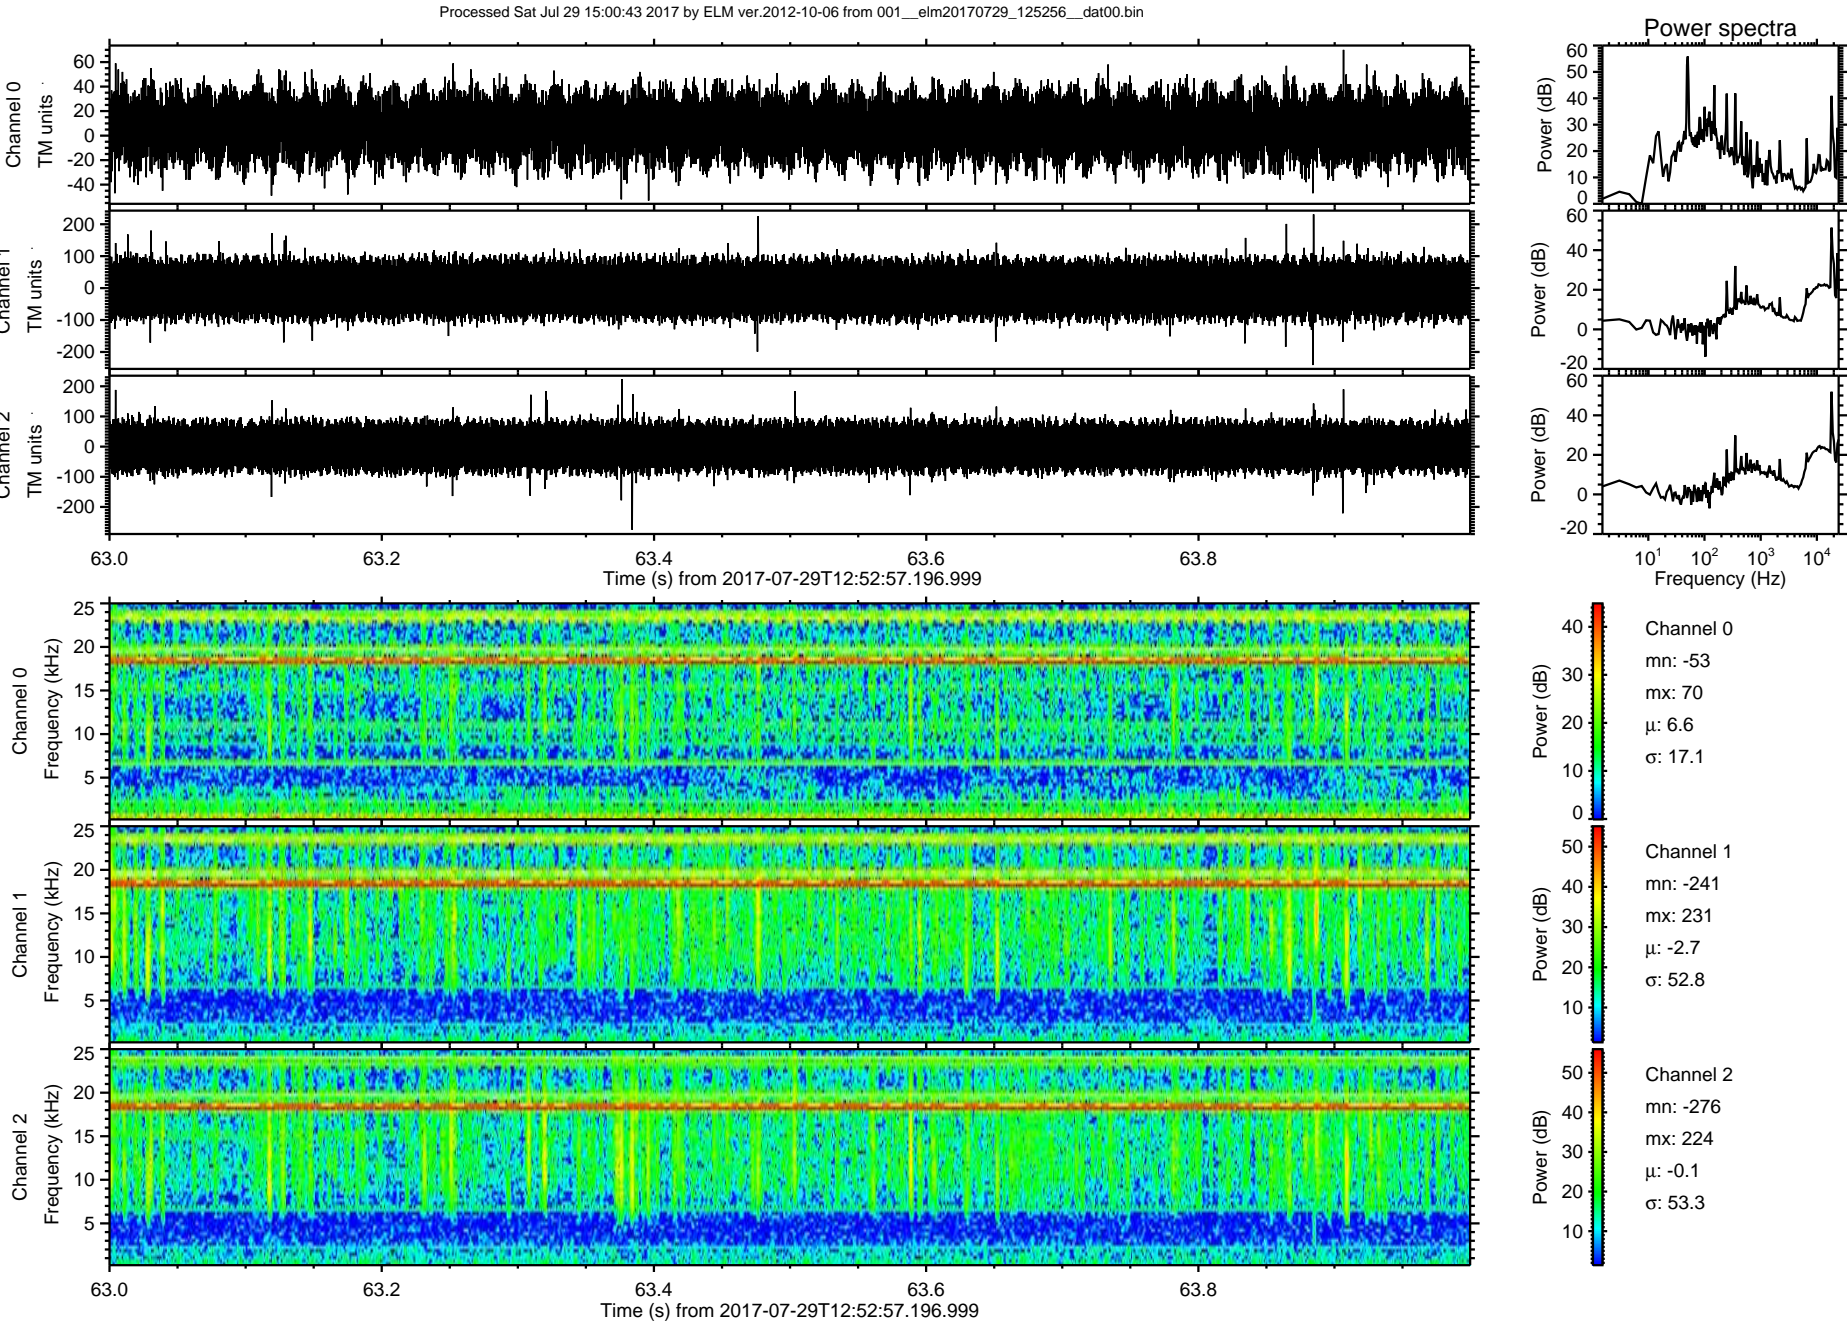 Processed Sat Jul 29 15:00:43 2017 by ELM ver.2012-10-06 from 001__elm20170729_125256__dat00.bin
Power spectra
Channel 0
TM units
60
40
20
0
-20
-40
Power (dB)
60
50
40
30
20
10
0
Channel 1
TM units
200
100
0
-100
-200
Power (dB)
60
40
20
0
-20
Channel 2
TM units
200
100
0
-100
-200
Power (dB)
60
40
20
0
-20
63.0 63.2 63.4 63.6 63.8
Time (s) from 2017-07-29T12:52:57.196.999
10¹ 10² 10³ 10⁴
Frequency (Hz)
Channel 0
Frequency (kHz)
25
20
15
10
5
Power (dB)
40
30
20
10
0
Channel 0
mn: -53
mx: 70
μ: 6.6
σ: 17.1
Channel 1
Frequency (kHz)
25
20
15
10
5
Power (dB)
50
40
30
20
10
Channel 1
mn: -241
mx: 231
μ: -2.7
σ: 52.8
Channel 2
Frequency (kHz)
25
20
15
10
5
Power (dB)
50
40
30
20
10
Channel 2
mn: -276
mx: 224
μ: -0.1
σ: 53.3
63.0 63.2 63.4 63.6 63.8
Time (s) from 2017-07-29T12:52:57.196.999